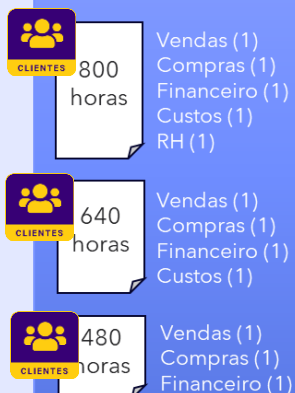 CLIENTES
800
horas
Vendas (1)
Compras (1)
Financeiro (1)
Custos (1)
RH (1)
CLIENTES
640
horas
Vendas (1)
Compras (1)
Financeiro (1)
Custos (1)
CLIENTES
480
horas
Vendas (1)
Compras (1)
Financeiro (1)